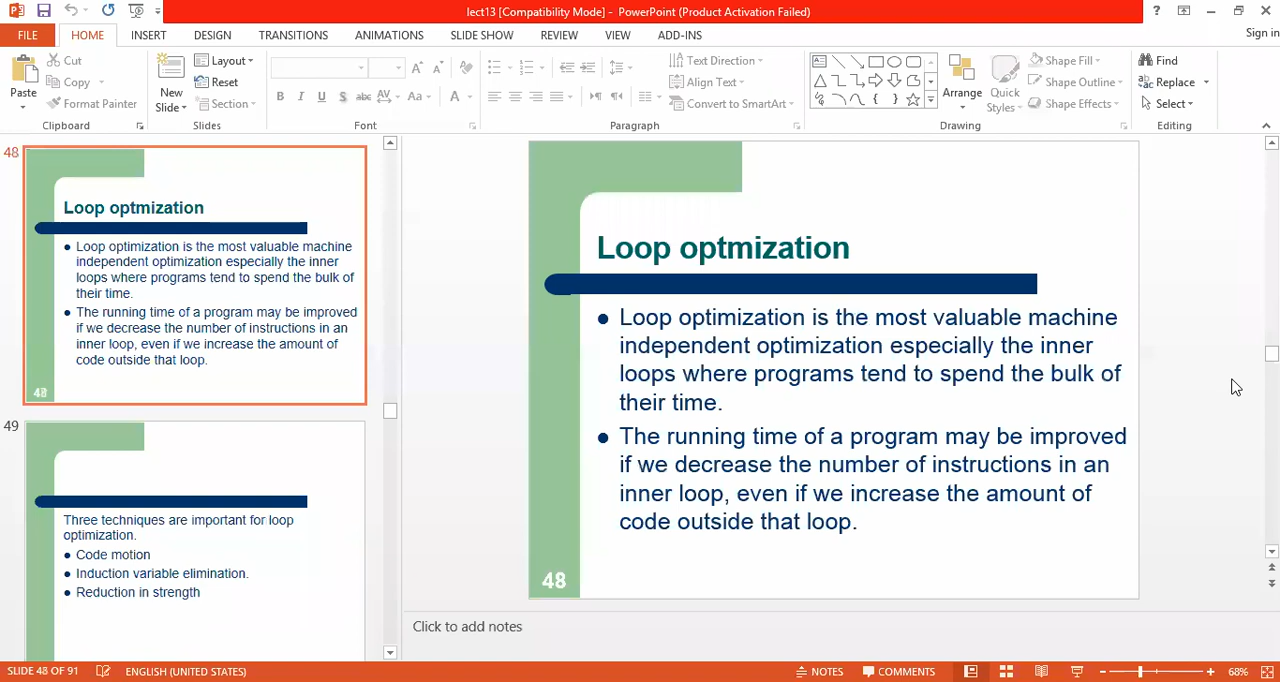 lect13 [Compatibility Mode] - PowerPoint (Product Activation Failed)
FILE HOME INSERT DESIGN TRANSITIONS ANIMATIONS SLIDE SHOW REVIEW VIEW ADD-INS Sign in
Paste
Cut
Copy
Format Painter
Clipboard
New
Slide
Layout
Reset
Section
Slides
B I U S abc AV Aa A
Font
Text Direction
Align Text
Convert to SmartArt
Paragraph
Arrange
Quick
Styles
Shape Fill
Shape Outline
Shape Effects
Drawing
Find
Replace
Select
Editing
48
Loop optmization
Loop optimization is the most valuable machine
independent optimization especially the inner
loops where programs tend to spend the bulk of
their time.
The running time of a program may be improved
if we decrease the number of instructions in an
inner loop, even if we increase the amount of
code outside that loop.
48
49
Three techniques are important for loop
optimization.
Code motion
Induction variable elimination.
Reduction in strength
Loop optmization
Loop optimization is the most valuable machine
independent optimization especially the inner
loops where programs tend to spend the bulk of
their time.
The running time of a program may be improved
if we decrease the number of instructions in an
inner loop, even if we increase the amount of
code outside that loop.
48
Click to add notes
SLIDE 48 OF 91 ENGLISH (UNITED STATES) NOTES COMMENTS 68%